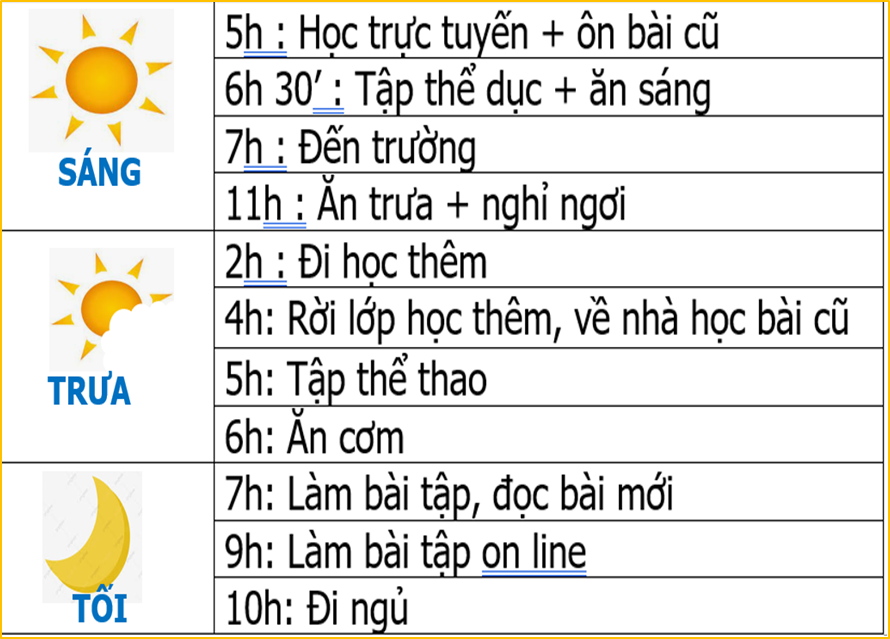 SÁNG
5h : Học trực tuyến + ôn bài cũ
6h 30’ : Tập thể dục + ăn sáng
7h : Đến trường
11h : Ăn trưa + nghỉ ngơi
TRƯA
2h : Đi học thêm
4h: Rời lớp học thêm, về nhà học bài cũ
5h: Tập thể thao
6h: Ăn cơm
TỐI
7h: Làm bài tập, đọc bài mới
9h: Làm bài tập on line
10h: Đi ngủ